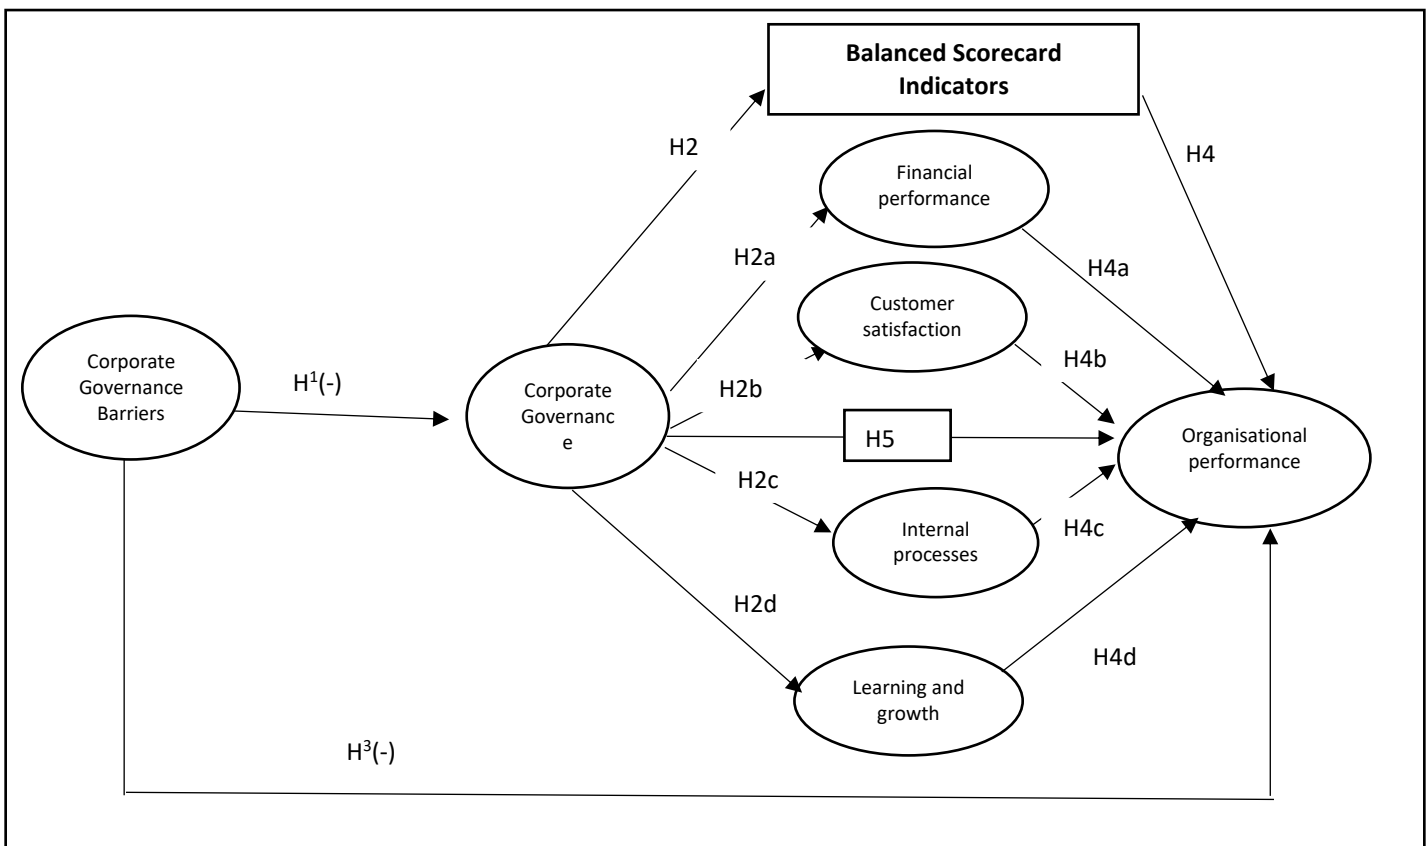 Balanced Scorecard
Indicators
H2
H4
Financial
performance
H2a
H4a
Customer
satisfaction
Corporate
Governance
Barriers
H¹(-)
Corporate
Governanc
e
H2b
H4b
H5
Organisational
performance
H2c
Internal
processes
H4c
H2d
H4d
Learning and
growth
H³(-)